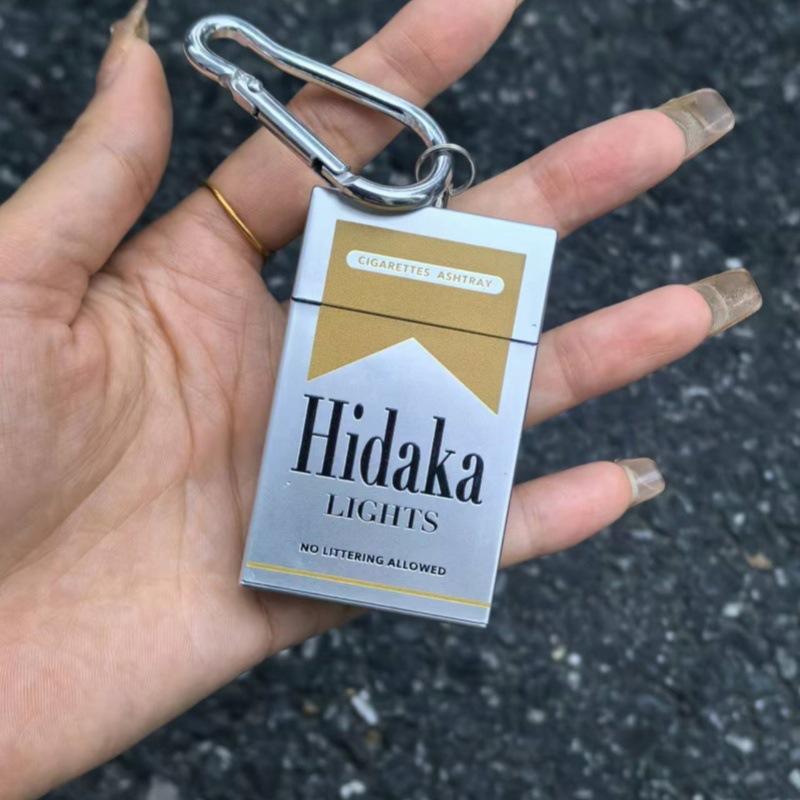 CIGARETTES ASHTRAY
Hidaka
LIGHTS
NO LITTERING ALLOWED